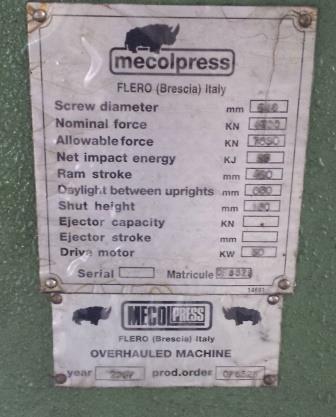 mecolpress
FLERO (Brescia) Italy
Screw diameter mm
Nominal force KN
Allowable force KN
Net impact energy KJ
Ram stroke mm
Daylight between uprights mm
Shut height mm
Ejector capacity KN
Ejector stroke mm
Drive motor KW 50
Serial Matricule
MECOLPRESS
FLERO (Brescia) Italy
OVERHAULED MACHINE
year prod.order